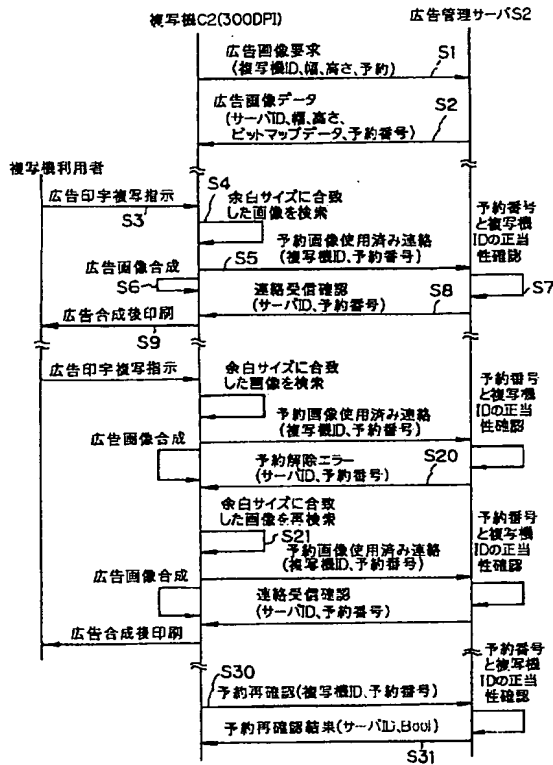 複写機C2(300DPI)
広告管理サーバS2
広告画像要求
(複写機ID、幅、高さ、予約)
S1
広告画像データ
(サーバID、幅、高さ、
ビットマップデータ、予約番号)
S2
複写機利用者
広告印字複写指示
S3
S4
余白サイズに合致
した画像を検索
予約画像使用済み連絡
(複写機ID、予約番号)
S5
予約番号
と複写機
IDの正当
性確認
広告画像合成
S6
連絡受信確認
(サーバID、予約番号)
S8
S7
広告合成後印刷
S9
広告印字複写指示
余白サイズに合致
した画像を検索
予約画像使用済み連絡
(複写機ID、予約番号)
予約番号
と複写機
IDの正当
性確認
広告画像合成
予約解除エラー
(サーバID、予約番号)
S20
余白サイズに合致
した画像を再検索
S21
予約画像使用済み連絡
(複写機ID、予約番号)
予約番号
と複写機
IDの正当
性確認
広告画像合成
連絡受信確認
(サーバID、予約番号)
広告合成後印刷
S30
予約再確認(複写機ID、予約番号)
予約番号
と複写機
IDの正当
性確認
予約再確認結果(サーバID、Bool)
S31